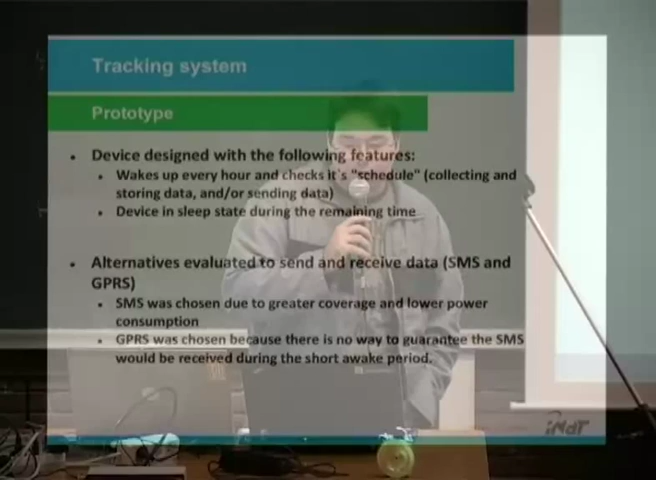 Tracking system
Prototype
• Device designed with the following features:
• Wakes up every hour and checks it´s "schedule" (collecting and
storing data, and/or sending data)
• Device in sleep state during the remaining time
• Alternatives evaluated to send and receive data (SMS and
GPRS)
• SMS was chosen due to greater coverage and lower power
consumption
• GPRS was chosen because there is no way to guarantee the SMS
would be received during the short awake period.
iMdT